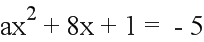 ax² + 8x + 1 = -5